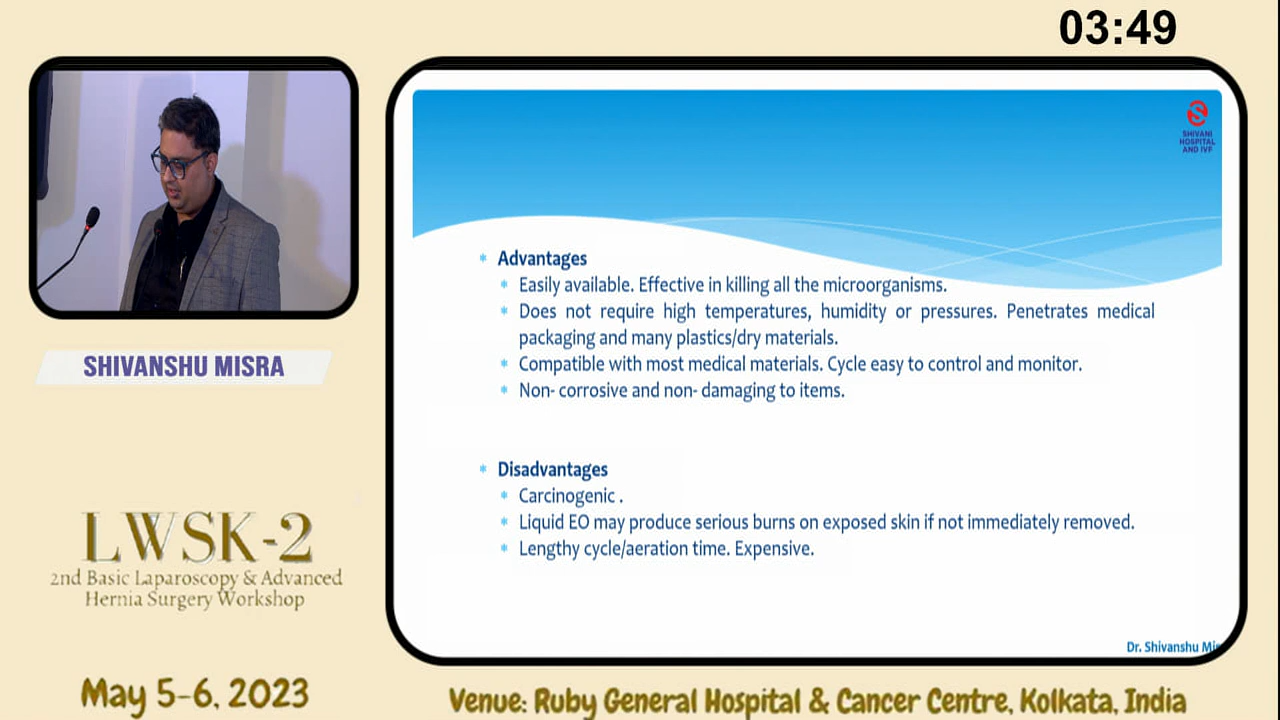 03:49
SHIVANI
HOSPITAL
AND IVF
Advantages
Easily available. Effective in killing all the microorganisms.
Does not require high temperatures, humidity or pressures. Penetrates medical
packaging and many plastics/dry materials.
Compatible with most medical materials. Cycle easy to control and monitor.
Non- corrosive and non- damaging to items.
Disadvantages
Carcinogenic .
Liquid EO may produce serious burns on exposed skin if not immediately removed.
Lengthy cycle/aeration time. Expensive.
Dr. Shivanshu
SHIVANSHU MISRA
LWSK-2
2nd Basic Laparoscopy & Advanced
Hernia Surgery Workshop
May 5-6, 2023
Venue: Ruby General Hospital & Cancer Centre, Kolkata, India